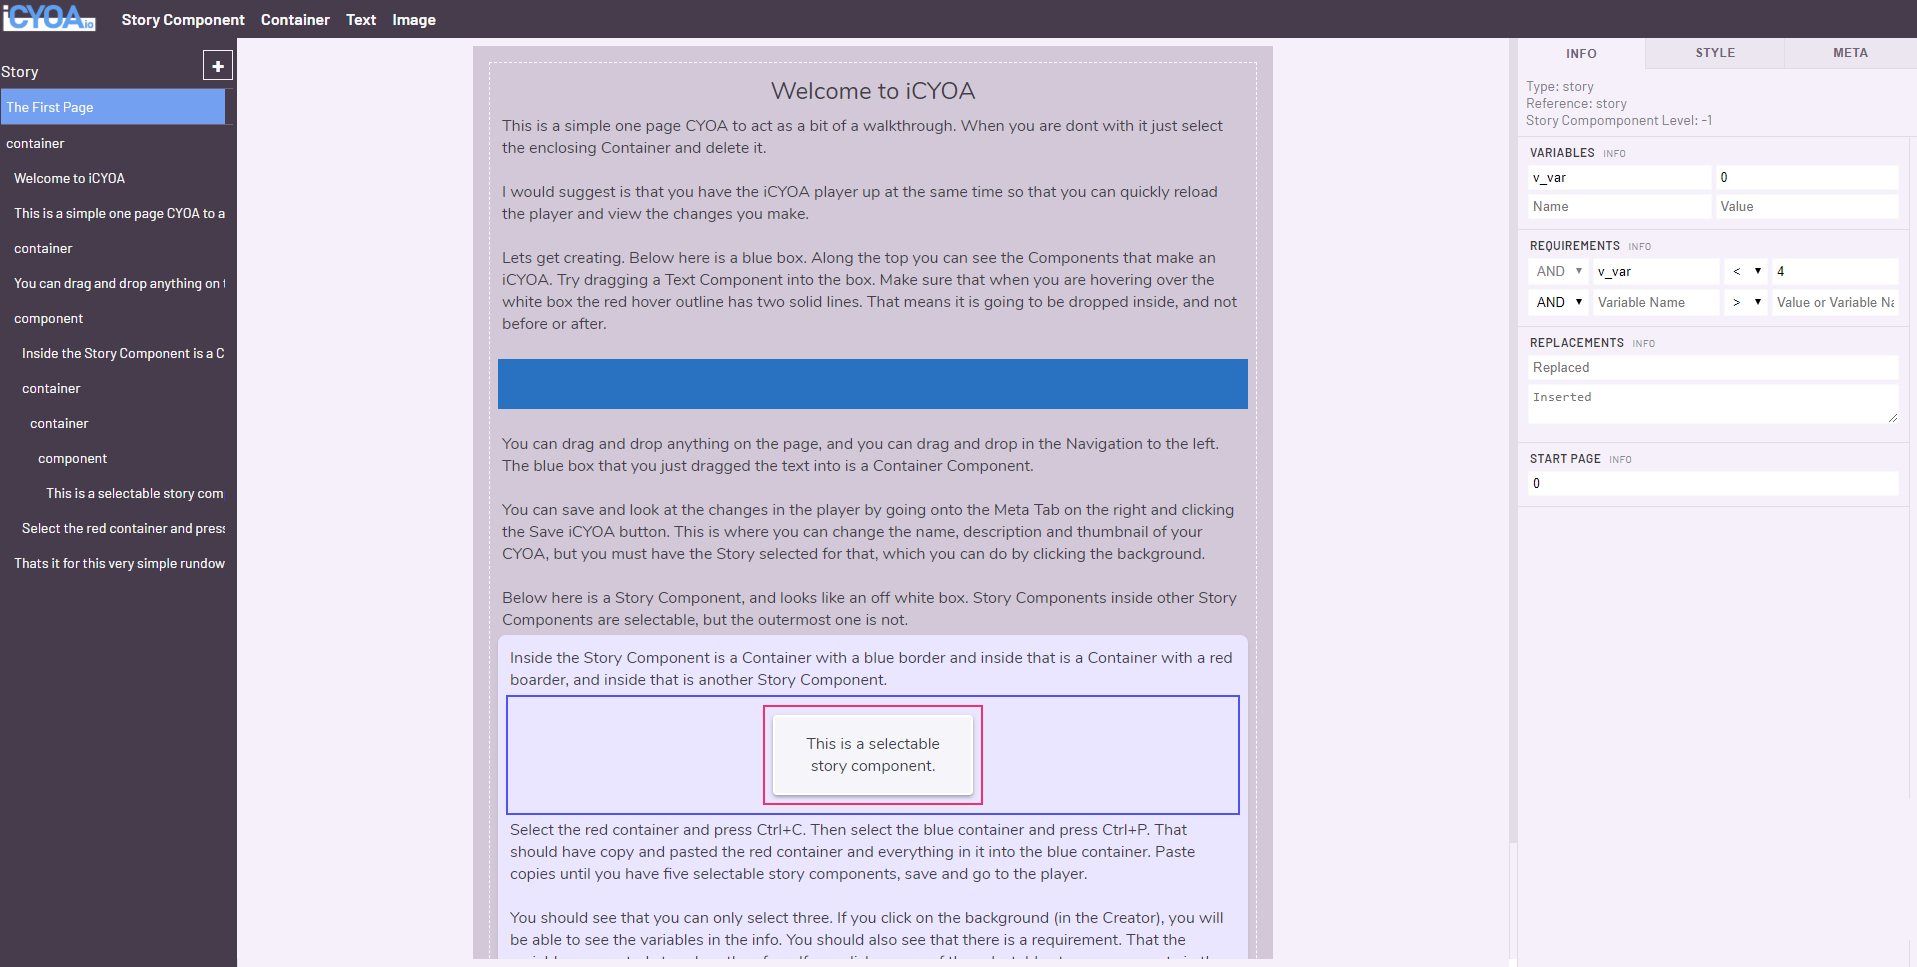 iCYOA.io
Story Component Container Text Image
Story +
The First Page
container
Welcome to iCYOA
This is a simple one page CYOA to a
container
You can drag and drop anything on
component
Inside the Story Component is a C
container
container
component
This is a selectable story com
Select the red container and press
Thats it for this very simple rundow
Welcome to iCYOA
This is a simple one page CYOA to act as a bit of a walkthrough. When you are dont with it just select
the enclosing Container and delete it.
I would suggest is that you have the iCYOA player up at the same time so that you can quickly reload
the player and view the changes you make.
Lets get creating. Below here is a blue box. Along the top you can see the Components that make an
iCYOA. Try dragging a Text Component into the box. Make sure that when you are hovering over the
white box the red hover outline has two solid lines. That means it is going to be dropped inside, and not
before or after.
You can drag and drop anything on the page, and you can drag and drop in the Navigation to the left.
The blue box that you just dragged the text into is a Container Component.
You can save and look at the changes in the player by going onto the Meta Tab on the right and clicking
the Save iCYOA button. This is where you can change the name, description and thumbnail of your
CYOA, but you must have the Story selected for that, which you can do by clicking the background.
Below here is a Story Component, and looks like an off white box. Story Components inside other Story
Components are selectable, but the outermost one is not.
Inside the Story Component is a Container with a blue border and inside that is a Container with a red
boarder, and inside that is another Story Component.
This is a selectable
story component.
Select the red container and press Ctrl+C. Then select the blue container and press Ctrl+P. That
should have copy and pasted the red container and everything in it into the blue container. Paste
copies until you have five selectable story components, save and go to the player.
You should see that you can only select three. If you click on the background (in the Creator), you will
be able to see the variables in the info. You should also see that there is a requirement. That the
INFO STYLE META
Type: story
Reference: story
Story Compomponent Level: -1
VARIABLES INFO
v_var 0
Name Value
REQUIREMENTS INFO
AND v_var < 4
AND Variable Name > Value or Variable Na
REPLACEMENTS INFO
Replaced
Inserted
START PAGE INFO
0